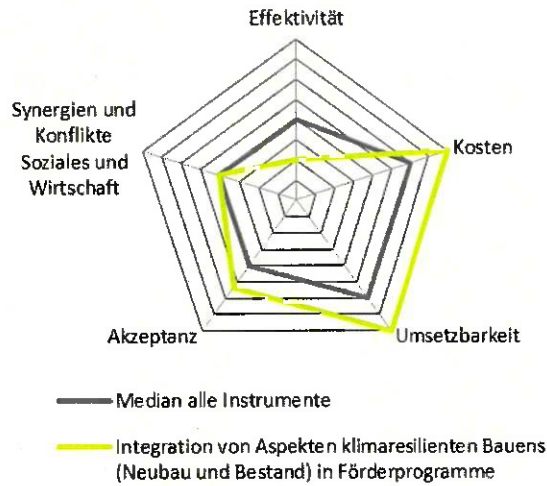 Effektivität
Synergien und
Konflikte
Soziales und
Wirtschaft
Kosten
Akzeptanz
Umsetzbarkeit
Median alle Instrumente
Integration von Aspekten klimaresilienten Bauens
(Neubau und Bestand) in Förderprogramme